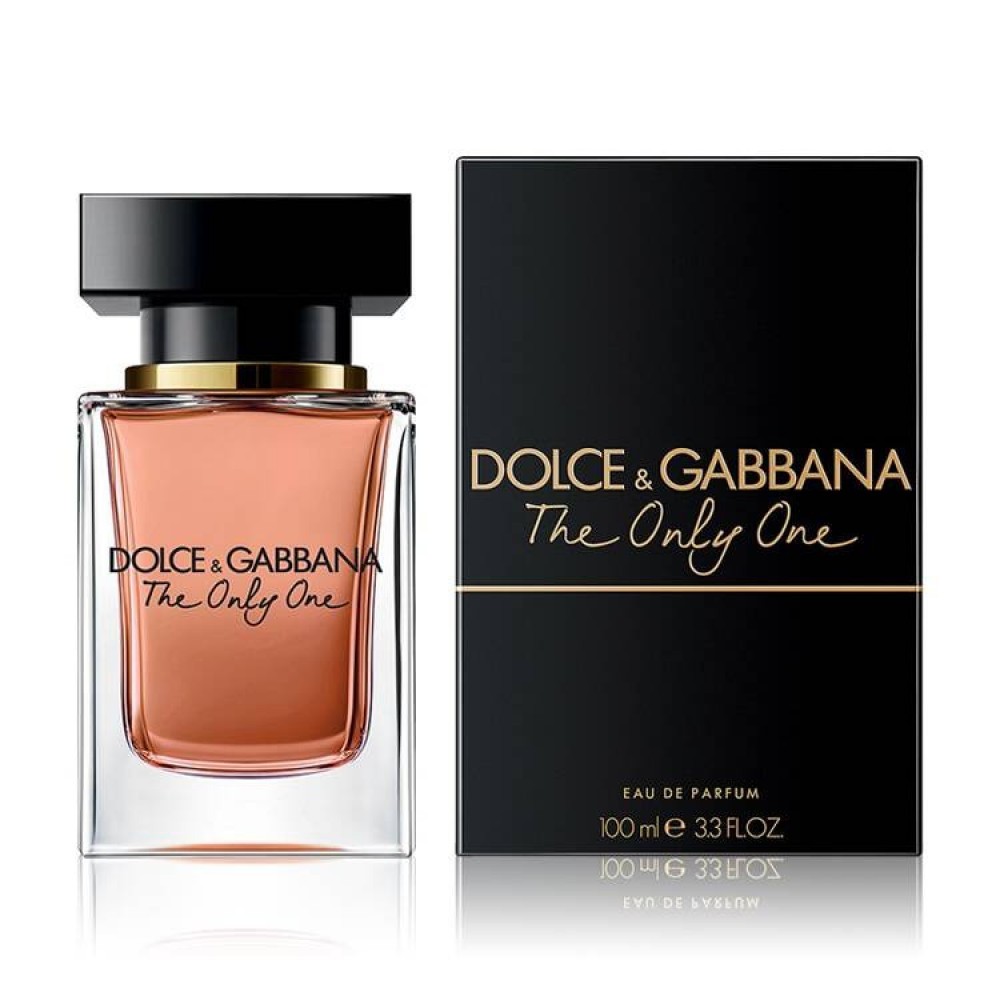 DOLCE & GABBANA
The Only One
DOLCE & GABBANA
The Only One
EAU DE PARFUM
100 ml e 3.3 FL.OZ.